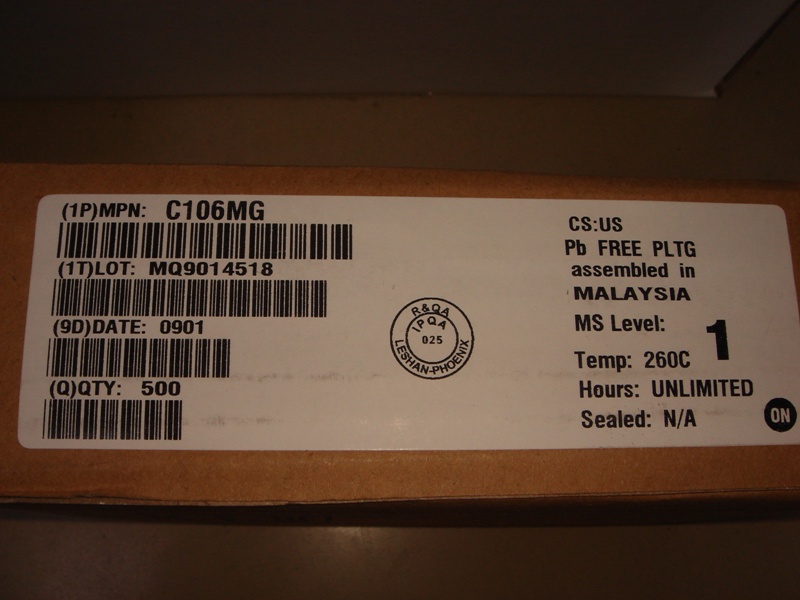 (1P)MPN: C106MG
(1T)LOT: MQ9014518
(9D)DATE: 0901
(Q)QTY: 500
R&QA
IPQA
025
LESHAN-PHOENIX
CS:US
Pb FREE PLTG
assembled in
MALAYSIA
MS Level: 1
Temp: 260C
Hours: UNLIMITED
Sealed: N/A
ON